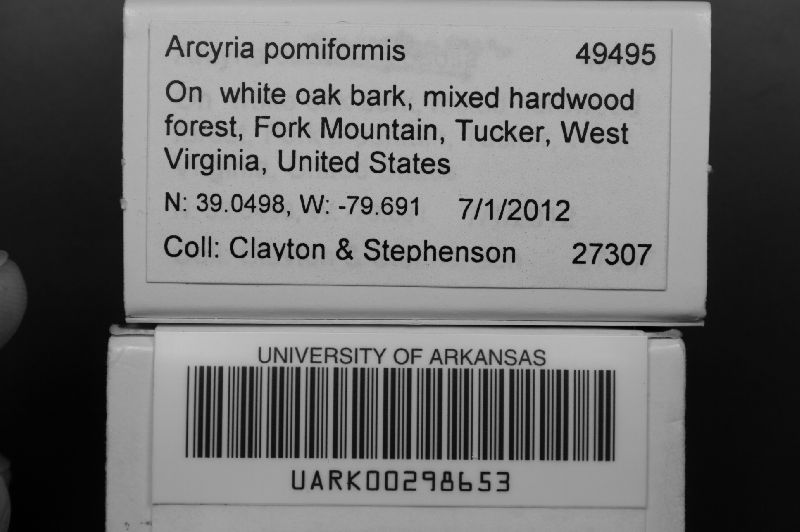 Arcyria pomiformis 49495
On white oak bark, mixed hardwood
forest, Fork Mountain, Tucker, West
Virginia, United States
N: 39.0498, W: -79.691 7/1/2012
Coll: Clayton & Stephenson 27307
UNIVERSITY OF ARKANSAS
UARK00298653